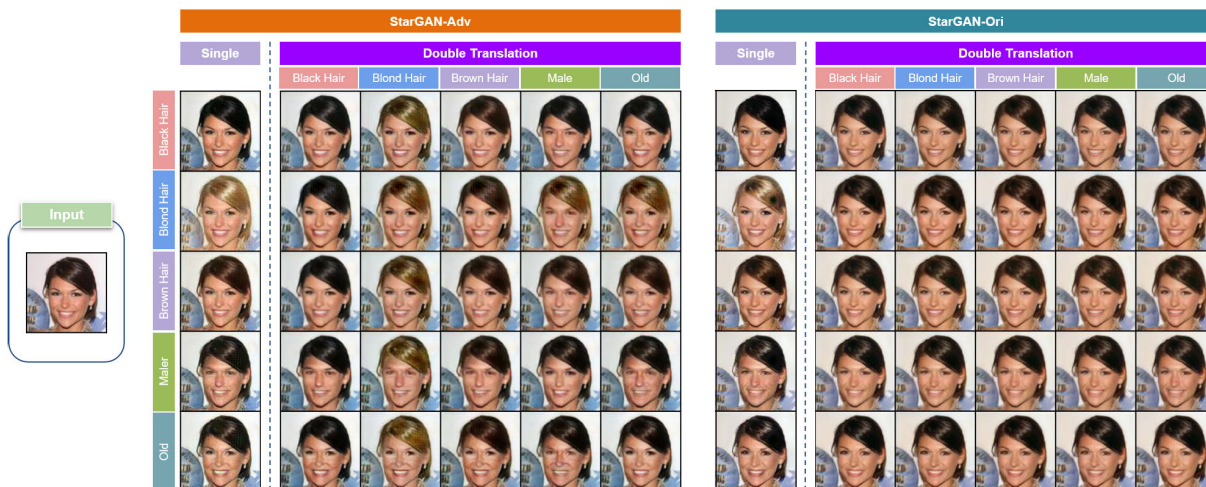 StarGAN-Adv
StarGAN-Ori
Single
Double Translation
Single
Double Translation
Black Hair
Blond Hair
Brown Hair
Male
Old
Black Hair
Blond Hair
Brown Hair
Male
Old
Black Hair
Blond Hair
Input
Brown Hair
Maler
Old